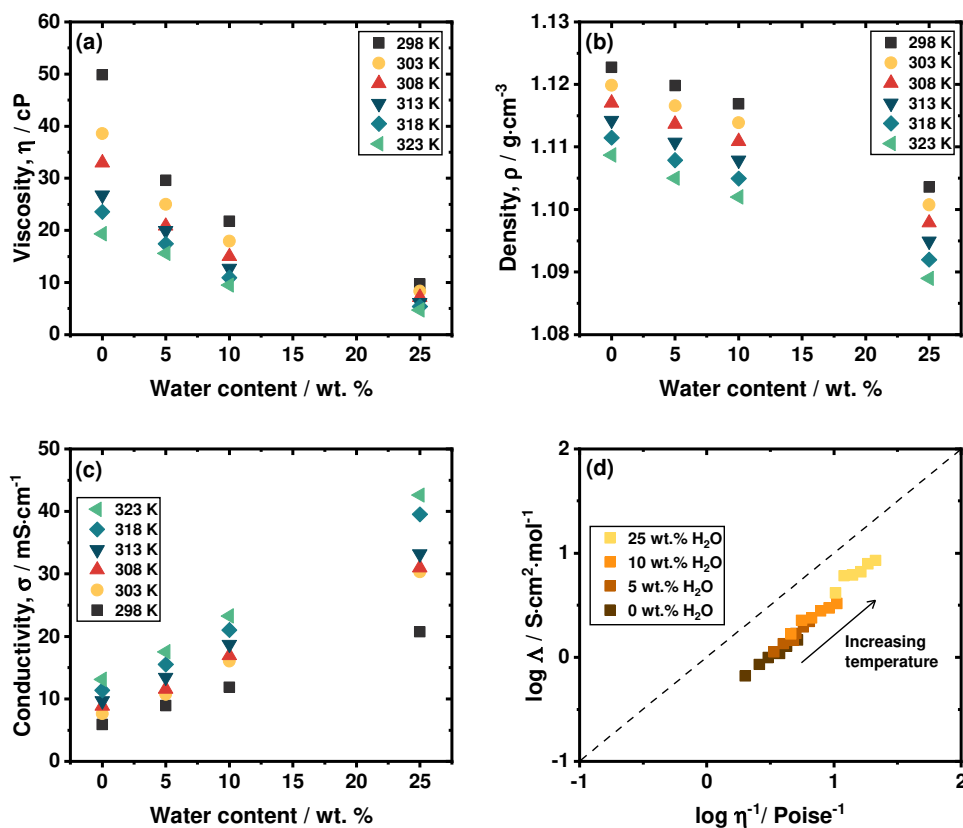 (a)
60
50
40
30
20
10
0
Viscosity, η / cP
298 K
303 K
308 K
313 K
318 K
323 K
0 5 10 15 20 25
Water content / wt. %
(b)
1.13
1.12
1.11
1.10
1.09
1.08
Density, ρ / g·cm⁻³
298 K
303 K
308 K
313 K
318 K
323 K
0 5 10 15 20 25
Water content / wt. %
(c)
50
40
30
20
10
0
Conductivity, σ / mS·cm⁻¹
323 K
318 K
313 K
308 K
303 K
298 K
0 5 10 15 20 25
Water content / wt. %
(d)
2
1
0
-1
log Λ / S·cm²·mol⁻¹
25 wt.% H₂O
10 wt.% H₂O
5 wt.% H₂O
0 wt.% H₂O
Increasing
temperature
-1 0 1 2
log η⁻¹/ Poise⁻¹